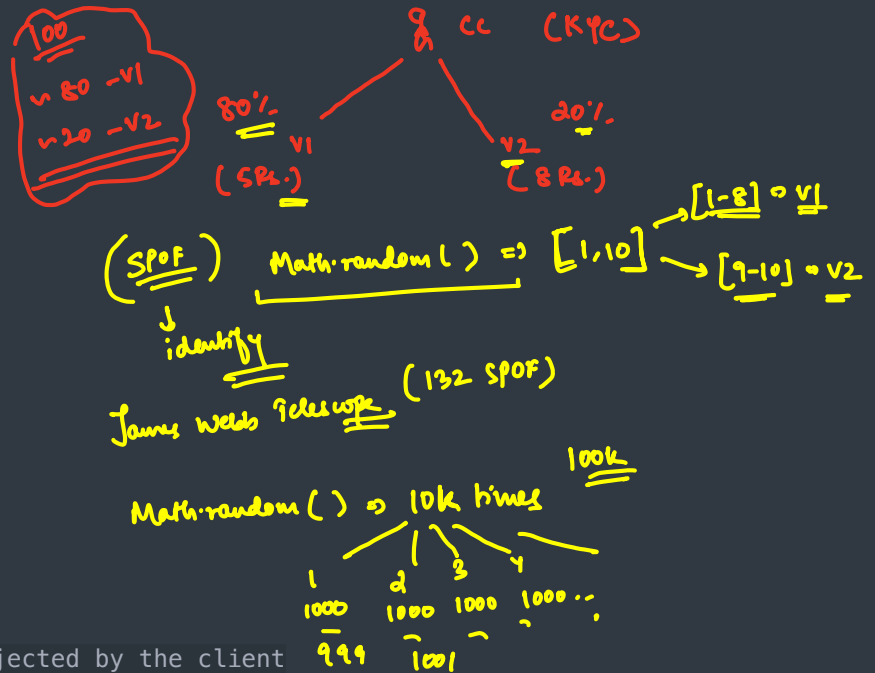 100
~ 80 - V1
~ 20 - V2
CC (KYC)
80% 20%
V1 V2
(5Rs.) (8Rs.)
(SPOF) Math.random() => [1,10]
[1-8] => V1
[9-10] => V2
identify
James Webb Telescope (132 SPOF)
Math.random() => 10k times 100k
1 2 3 4
1000 1000 1000 1000 ...
999 1001
jected by the client